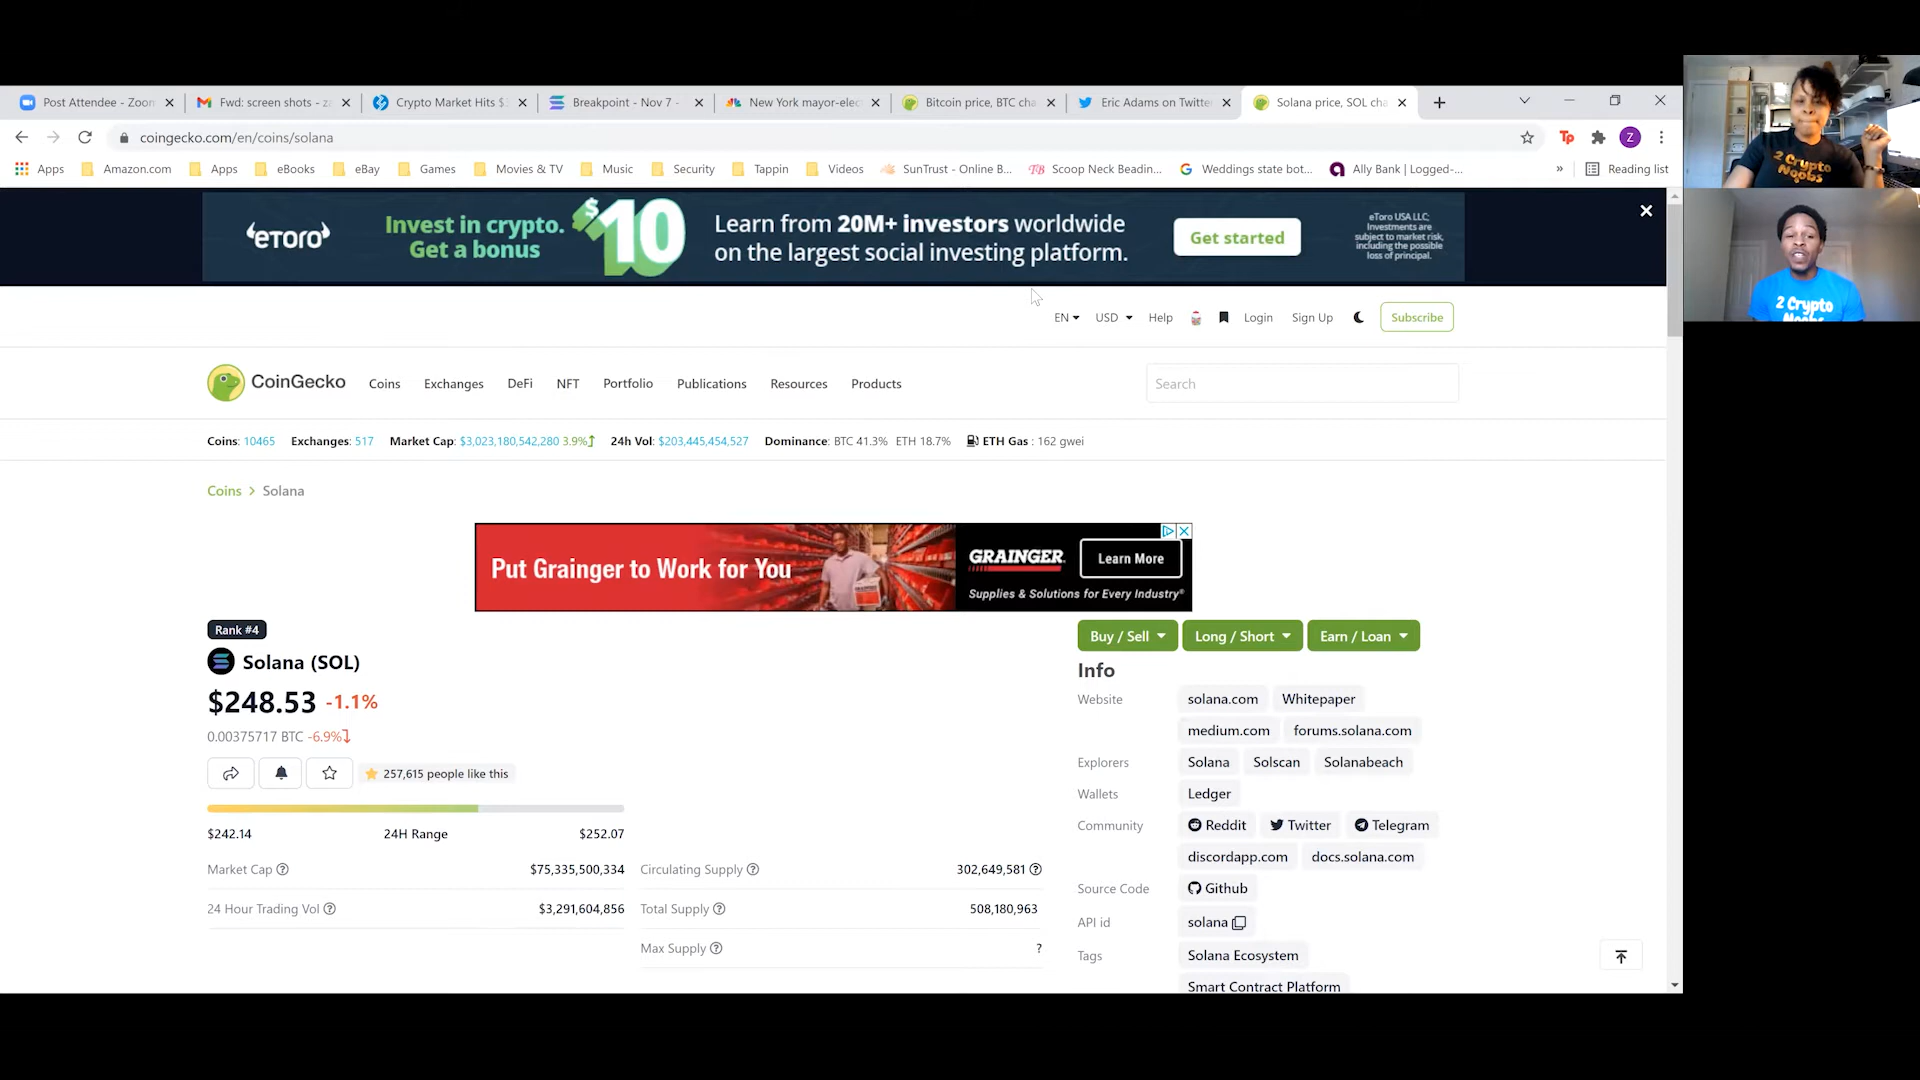 Post Attendee - Zoom
Fwd: screen shots - za
Crypto Market Hits $3
Breakpoint - Nov 7 -
New York mayor-elec
Bitcoin price, BTC cha
Eric Adams on Twitter
Solana price, SOL cha
coingecko.com/en/coins/solana
Tp
Z
Apps
Amazon.com
Apps
eBooks
eBay
Games
Movies & TV
Music
Security
Tappin
Videos
SunTrust - Online B...
TB
Scoop Neck Beadin...
Weddings state bot...
Ally Bank | Logged-...
»
Reading list
eToro
Invest in crypto.
Get a bonus
$10
Learn from 20M+ investors worldwide
on the largest social investing platform.
Get started
eToro USA LLC;
Investments are
subject to market risk,
including the possible
loss of principal.
EN
USD
Help
Login
Sign Up
Subscribe
CoinGecko
Coins
Exchanges
DeFi
NFT
Portfolio
Publications
Resources
Products
Search
Coins: 10465
Exchanges: 517
Market Cap: $3,023,180,542,280 3.9%
24h Vol: $203,445,454,527
Dominance: BTC 41.3% ETH 18.7%
ETH Gas : 162 gwei
Coins > Solana
Put Grainger to Work for You
GRAINGER
Learn More
Supplies & Solutions for Every Industry®
Rank #4
Solana (SOL)
$248.53 -1.1%
0.00375717 BTC -6.9%
257,615 people like this
$242.14
24H Range
$252.07
Market Cap
$75,335,500,334
24 Hour Trading Vol
$3,291,604,856
Circulating Supply
302,649,581
Total Supply
508,180,963
Max Supply
?
Buy / Sell
Long / Short
Earn / Loan
Info
Website
solana.com
Whitepaper
medium.com
forums.solana.com
Explorers
Solana
Solscan
Solanabeach
Wallets
Ledger
Community
Reddit
Twitter
Telegram
discordapp.com
docs.solana.com
Source Code
Github
API id
solana
Tags
Solana Ecosystem
Smart Contract Platform
2 Crypto
Noobs
2 Crypto
Noobs